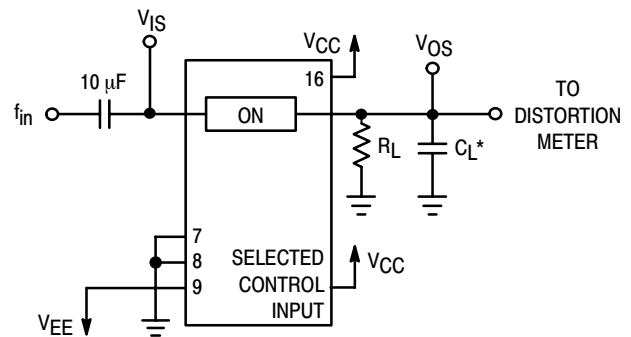 V_IS
V_CC
V_OS
16
10 µF
TO
DISTORTION
METER
f_in
ON
R_L
C_L*
7
8
9
SELECTED
CONTROL
INPUT
V_CC
V_EE